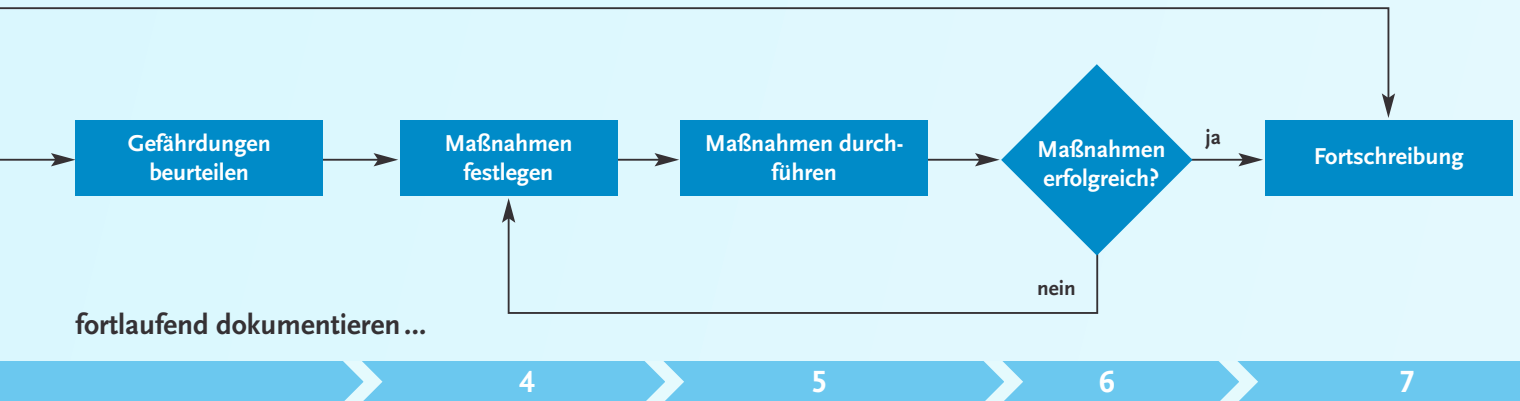 Gefährdungen
beurteilen
Maßnahmen
festlegen
Maßnahmen durch-
führen
Maßnahmen
erfolgreich?
ja
Fortschreibung
nein
fortlaufend dokumentieren ...
4
5
6
7